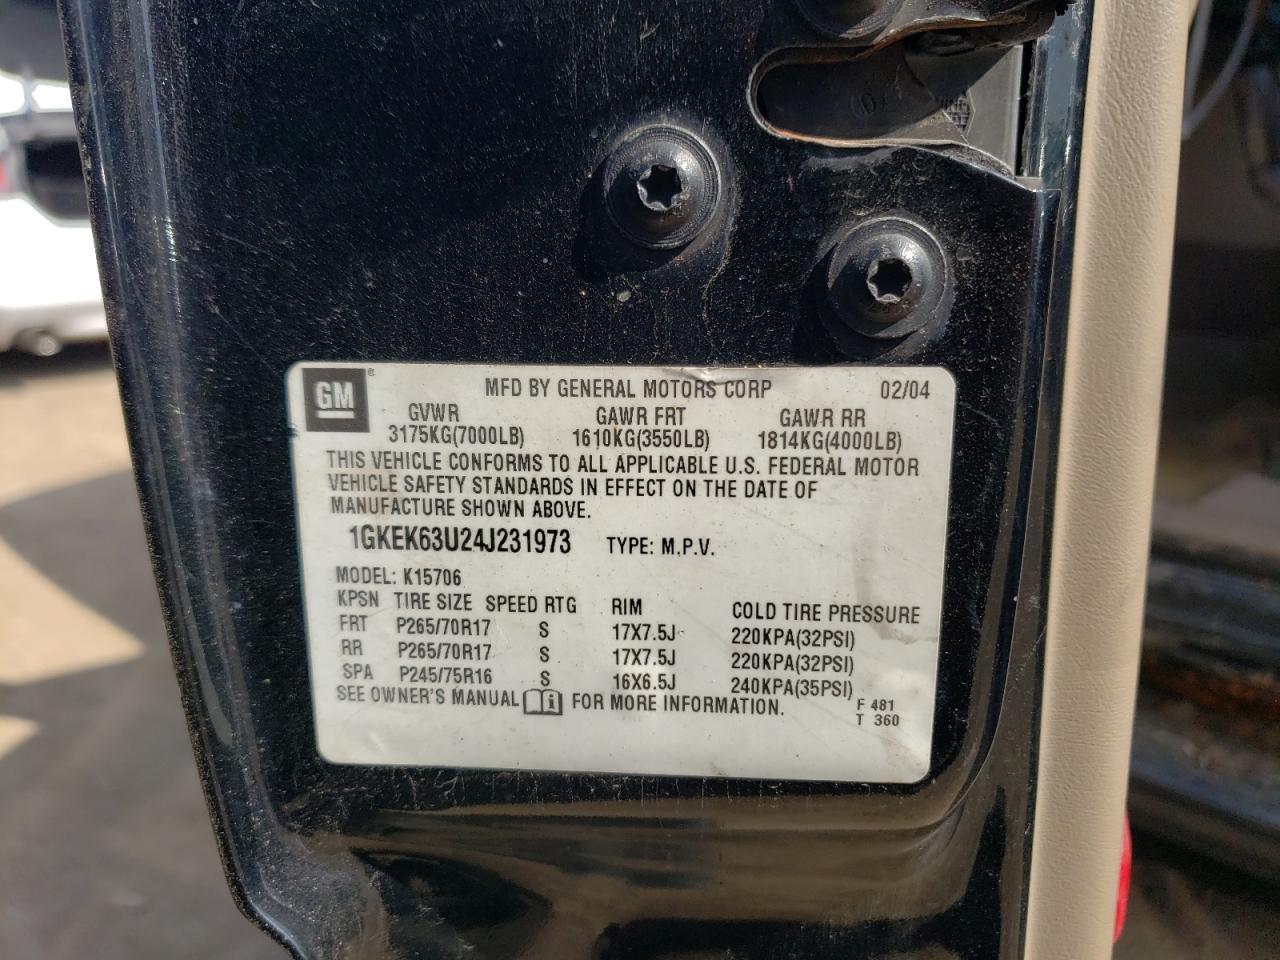 GM® MFD BY GENERAL MOTORS CORP 02/04
GVWR GAWR FRT GAWR RR
3175KG(7000LB) 1610KG(3550LB) 1814KG(4000LB)
THIS VEHICLE CONFORMS TO ALL APPLICABLE U.S. FEDERAL MOTOR
VEHICLE SAFETY STANDARDS IN EFFECT ON THE DATE OF
MANUFACTURE SHOWN ABOVE.
1GKEK63U24J231973 TYPE: M.P.V.
MODEL: K15706
KPSN TIRE SIZE SPEED RTG RIM COLD TIRE PRESSURE
FRT P265/70R17 S 17X7.5J 220KPA(32PSI)
RR P265/70R17 S 17X7.5J 220KPA(32PSI)
SPA P245/75R16 S 16X6.5J 240KPA(35PSI)
SEE OWNER'S MANUAL i FOR MORE INFORMATION.
F 481
T 360